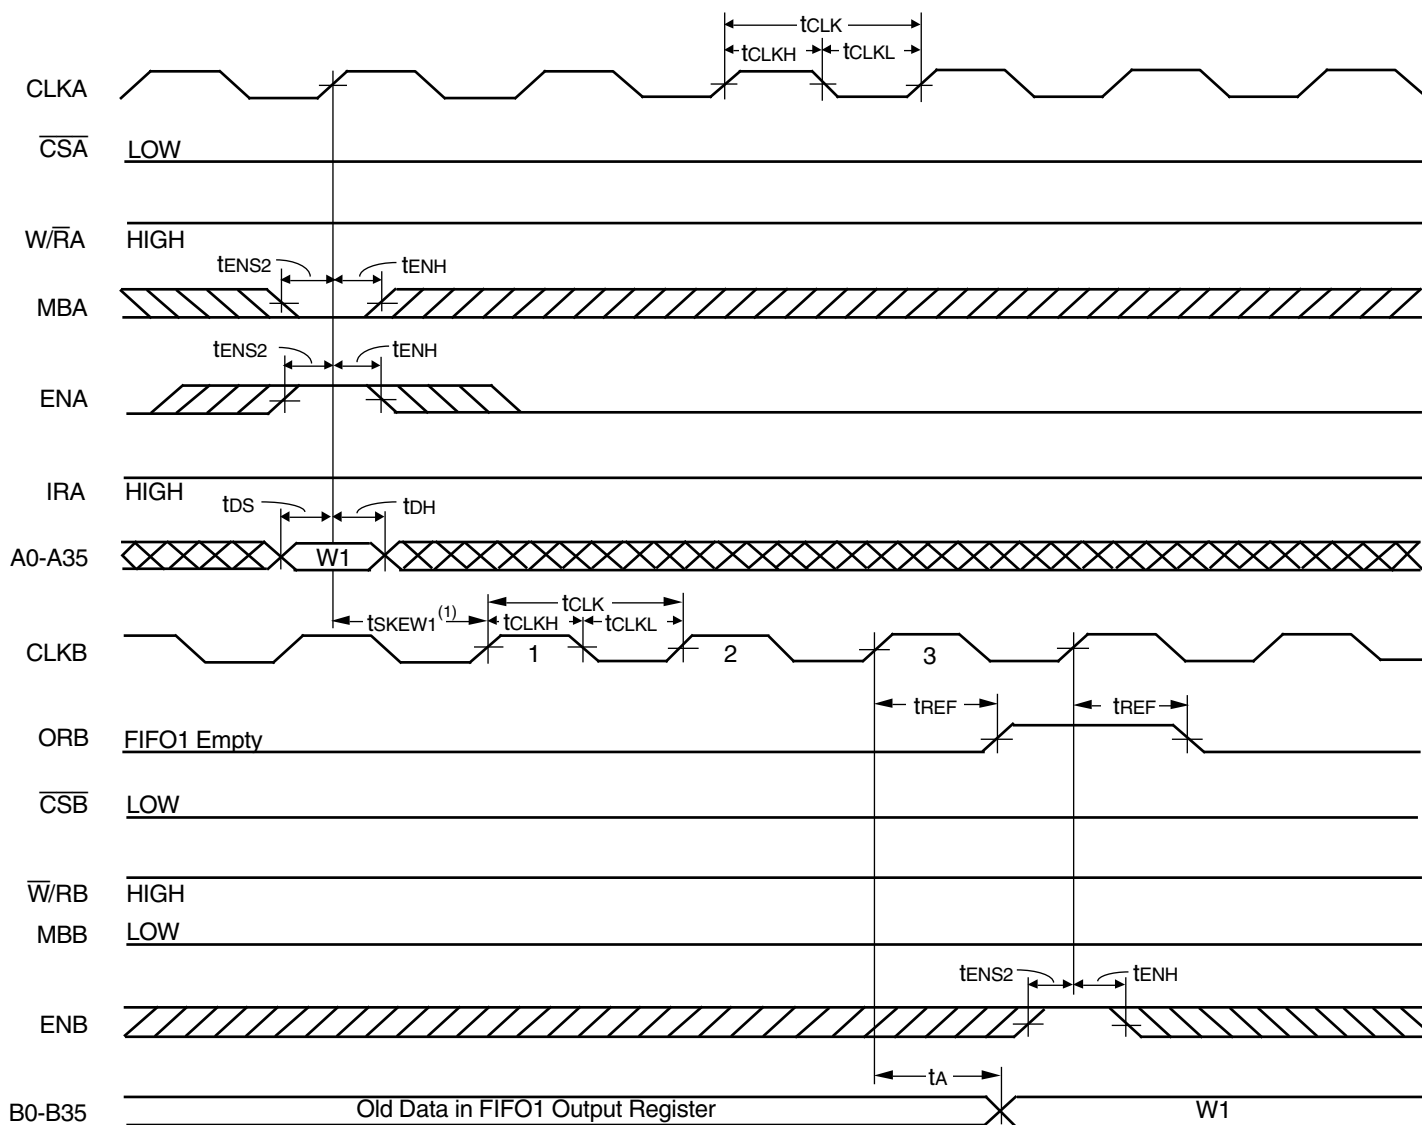 tCLK
tCLKH tCLKL
CLKA
CSA LOW
W/RA HIGH
tENS2 tENH
MBA
tENS2 tENH
ENA
IRA HIGH
tDS tDH
A0-A35 W1
tCLK
tSKEW1(1) tCLKH tCLKL
CLKB 1 2 3
tREF tREF
ORB FIFO1 Empty
CSB LOW
W/RB HIGH
MBB LOW
tENS2 tENH
ENB
tA
B0-B35 Old Data in FIFO1 Output Register W1